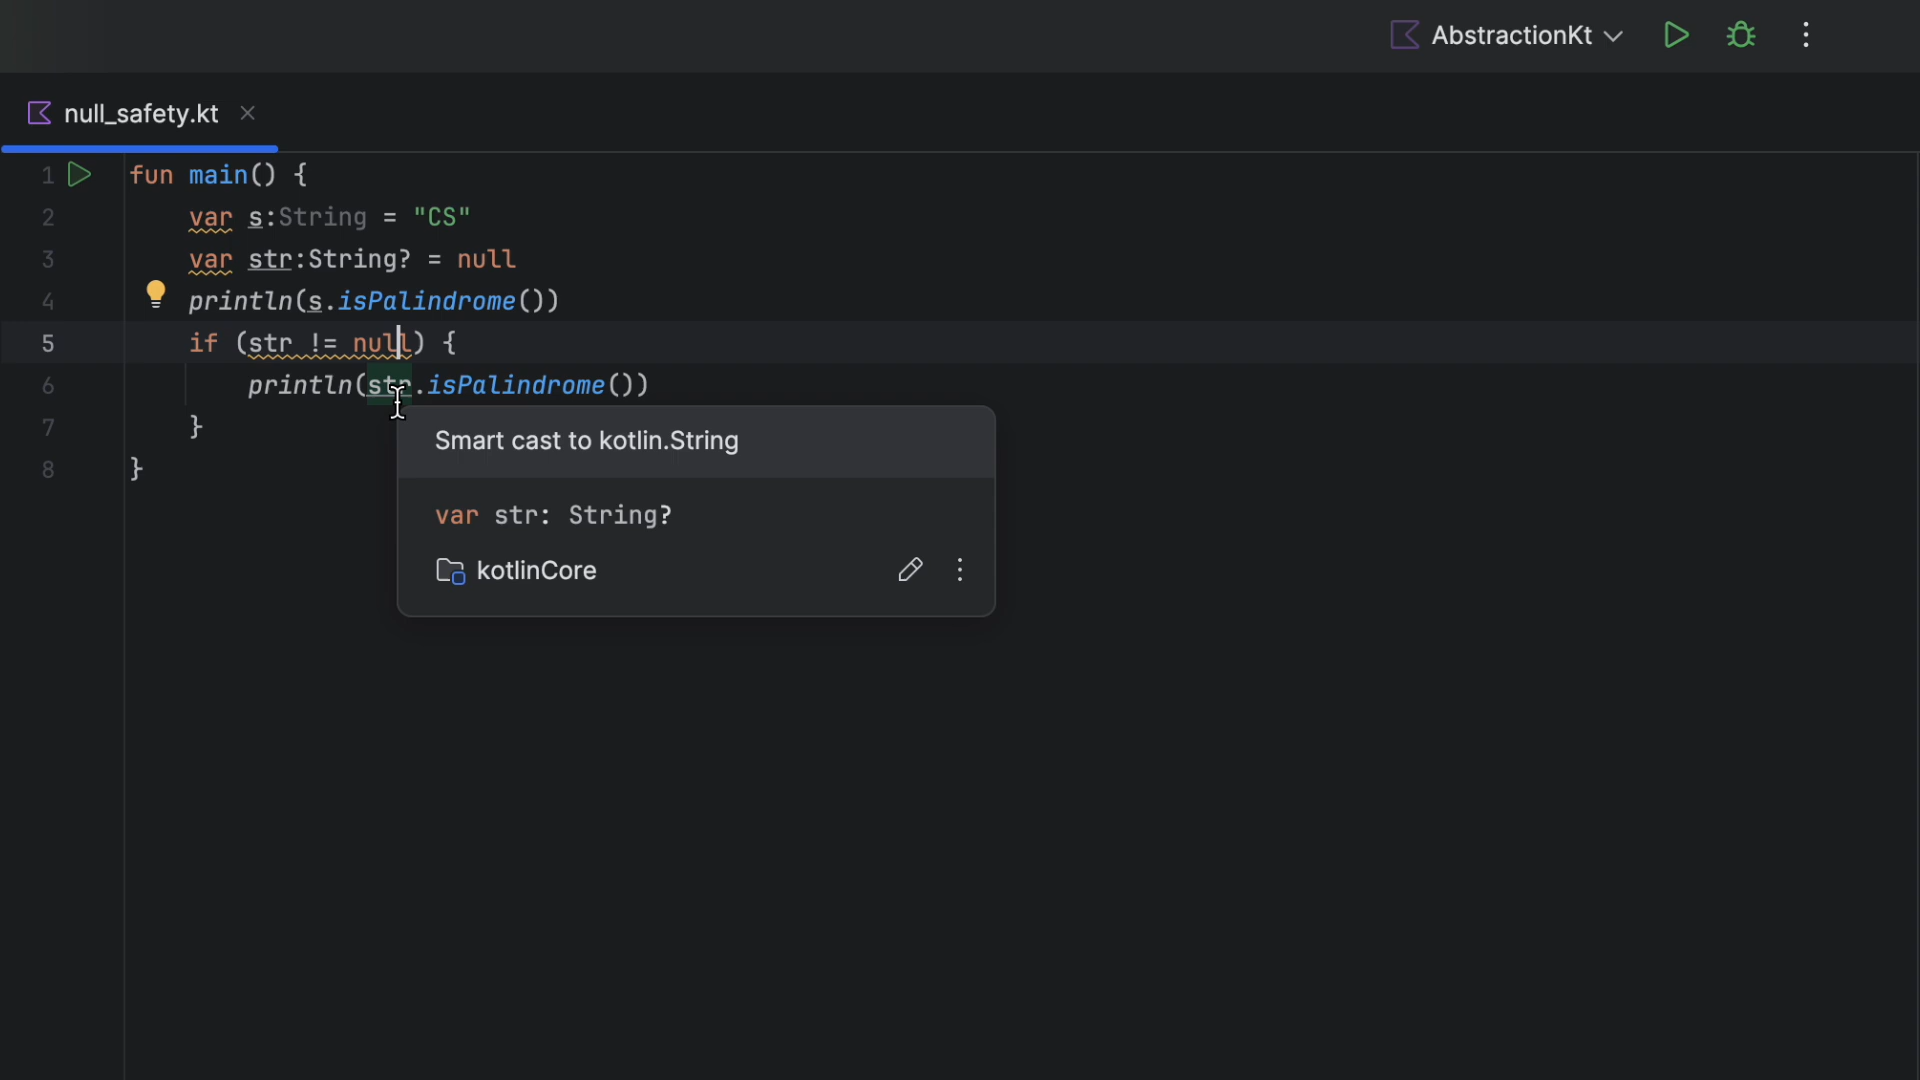 AbstractionKt
null_safety.kt
1 fun main() {
2 var s:String = "CS"
3 var str:String? = null
4 println(s.isPalindrome())
5 if (str != null) {
6 println(str.isPalindrome())
7 }
8 }
Smart cast to kotlin.String
var str: String?
kotlinCore